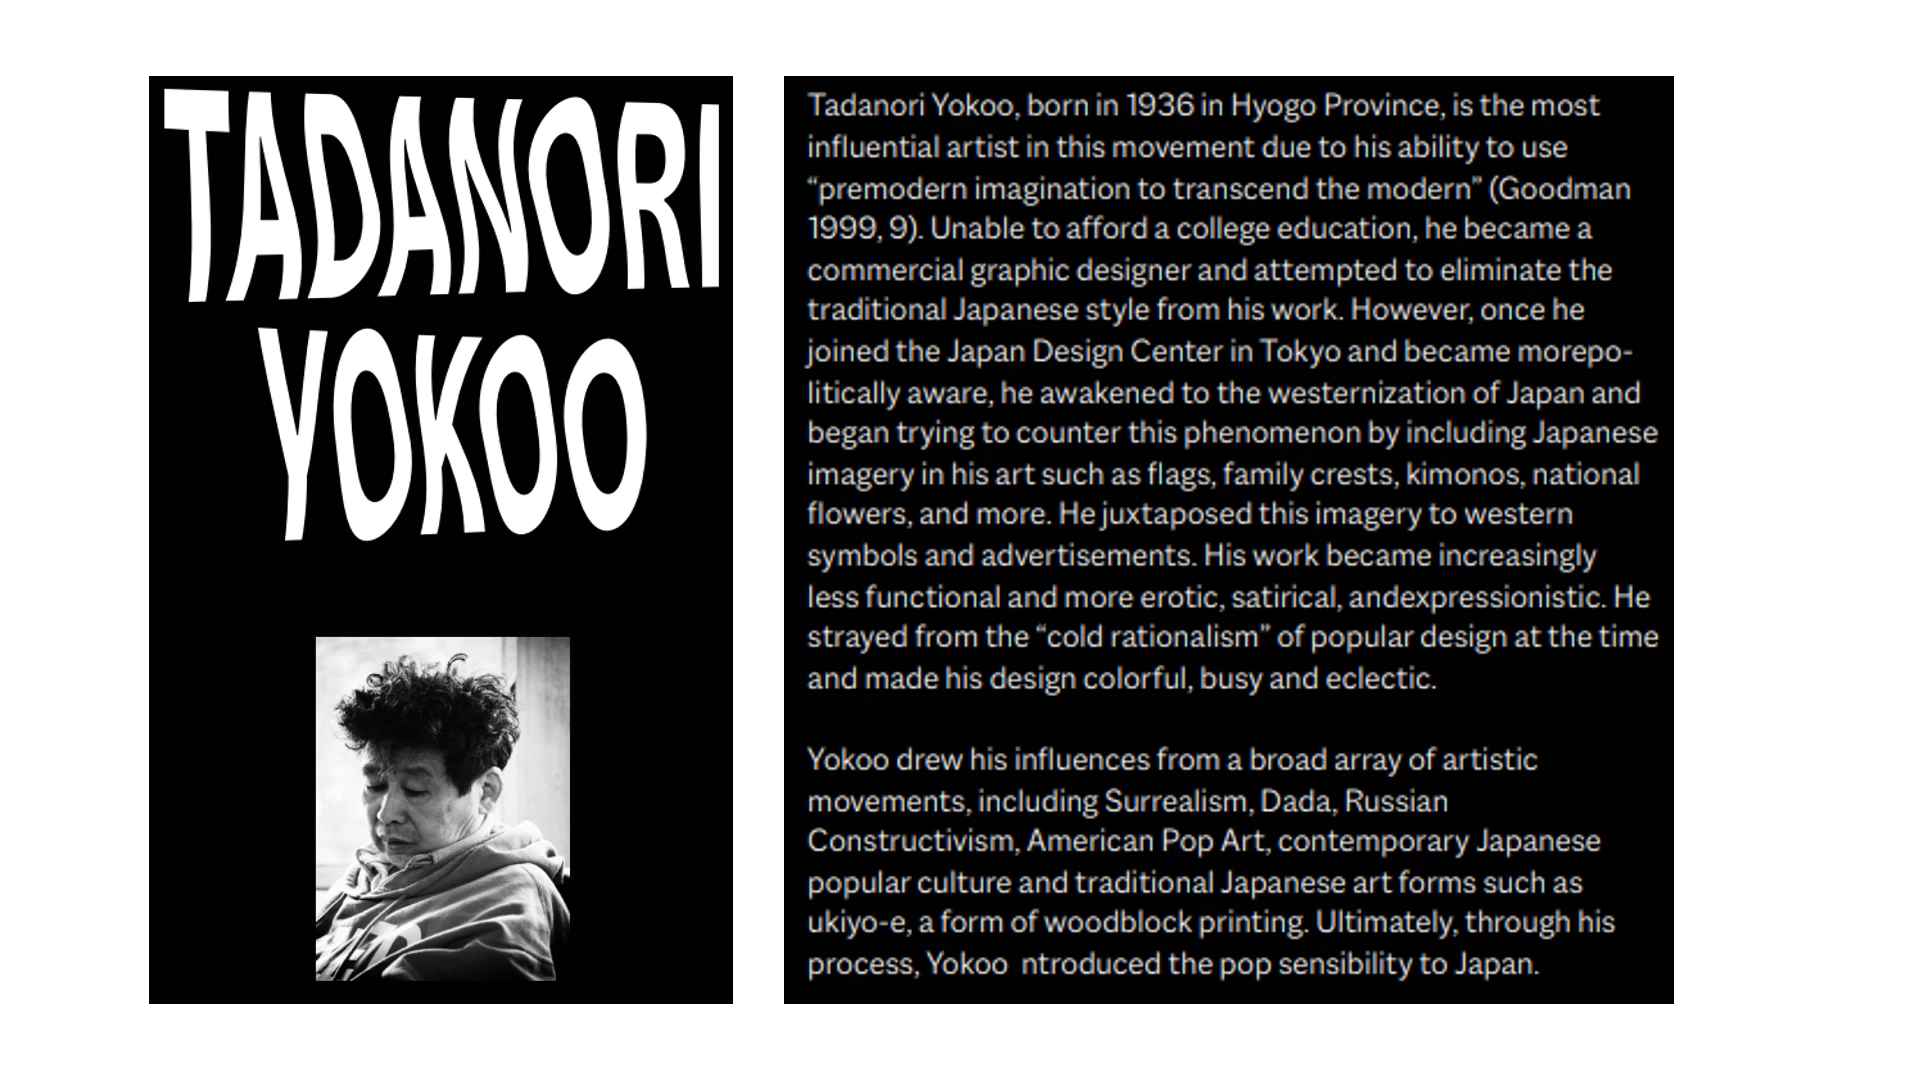 TADANORI
YOKOO
Tadanori Yokoo, born in 1936 in Hyogo Province, is the most
influential artist in this movement due to his ability to use
“premodern imagination to transcend the modern” (Goodman
1999, 9). Unable to afford a college education, he became a
commercial graphic designer and attempted to eliminate the
traditional Japanese style from his work. However, once he
joined the Japan Design Center in Tokyo and became morepo-
litically aware, he awakened to the westernization of Japan and
began trying to counter this phenomenon by including Japanese
imagery in his art such as flags, family crests, kimonos, national
flowers, and more. He juxtaposed this imagery to western
symbols and advertisements. His work became increasingly
less functional and more erotic, satirical, andexpressionistic. He
strayed from the “cold rationalism” of popular design at the time
and made his design colorful, busy and eclectic.
Yokoo drew his influences from a broad array of artistic
movements, including Surrealism, Dada, Russian
Constructivism, American Pop Art, contemporary Japanese
popular culture and traditional Japanese art forms such as
ukiyo-e, a form of woodblock printing. Ultimately, through his
process, Yokoo ntroduced the pop sensibility to Japan.